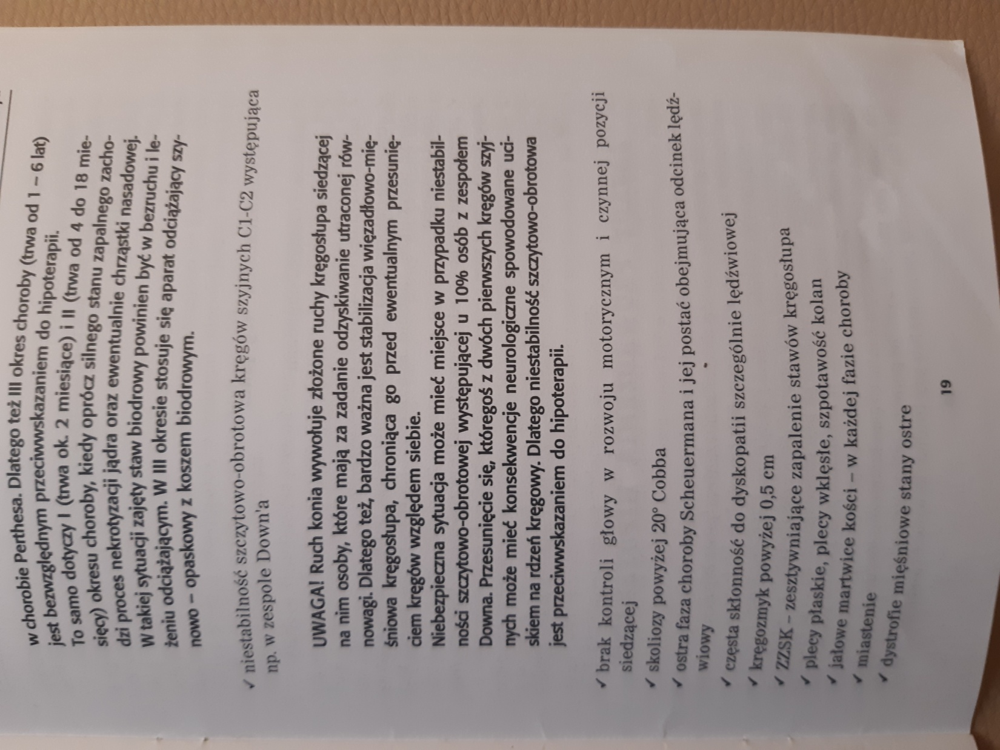 w chorobie Perthesa. Dlatego też III okres choroby (trwa od 1 – 6 lat)
jest bezwzględnym przeciwwskazaniem do hipoterapii.
To samo dotyczy I (trwa ok. 2 miesiące) i II (trwa od 4 do 18 mie-
sięcy) okresu choroby, kiedy oprócz silnego stanu zapalnego zacho-
dzi proces nekrotyzacji jądra oraz ewentualnie chrząstki nasadowej.
W takiej sytuacji zajęty staw biodrowy powinien być w bezruchu i le-
żeniu odciążającym. W III okresie stosuje się aparat odciążający szy-
nowo – opaskowy z koszem biodrowym.
✓ niestabilność szczytowo-obrotowa kręgów szyjnych C1-C2 występująca
np. w zespole Down'a
UWAGA! Ruch konia wywołuje złożone ruchy kręgosłupa siedzącej
na nim osoby, które mają za zadanie odzyskiwanie utraconej rów-
nowagi. Dlatego też, bardzo ważna jest stabilizacja więzadłowo-mię-
śniowa kręgosłupa, chroniąca go przed ewentualnym przesunię-
ciem kręgów względem siebie.
Niebezpieczna sytuacja może mieć miejsce w przypadku niestabil-
ności szczytowo-obrotowej występującej u 10% osób z zespołem
Downa. Przesunięcie się, któregoś z dwóch pierwszych kręgów szyj-
nych może mieć konsekwencje neurologiczne spowodowane uci-
skiem na rdzeń kręgowy. Dlatego niestabilność szczytowo-obrotowa
jest przeciwwskazaniem do hipoterapii.
✓ brak kontroli głowy w rozwoju motorycznym i czynnej pozycji
siedzącej
✓ skoliozy powyżej 20° Cobba
✓ ostra faza choroby Scheuermana i jej postać obejmująca odcinek lędź-
wiowy
✓ częsta skłonność do dyskopatii szczególnie lędźwiowej
✓ kręgozmyk powyżej 0,5 cm
✓ ZZSK – zesztywniające zapalenie stawów kręgosłupa
✓ plecy płaskie, plecy wklęsłe, szpotawość kolan
✓ jałowe martwice kości – w każdej fazie choroby
✓ miastenie
✓ dystrofie mięśniowe stany ostre
19